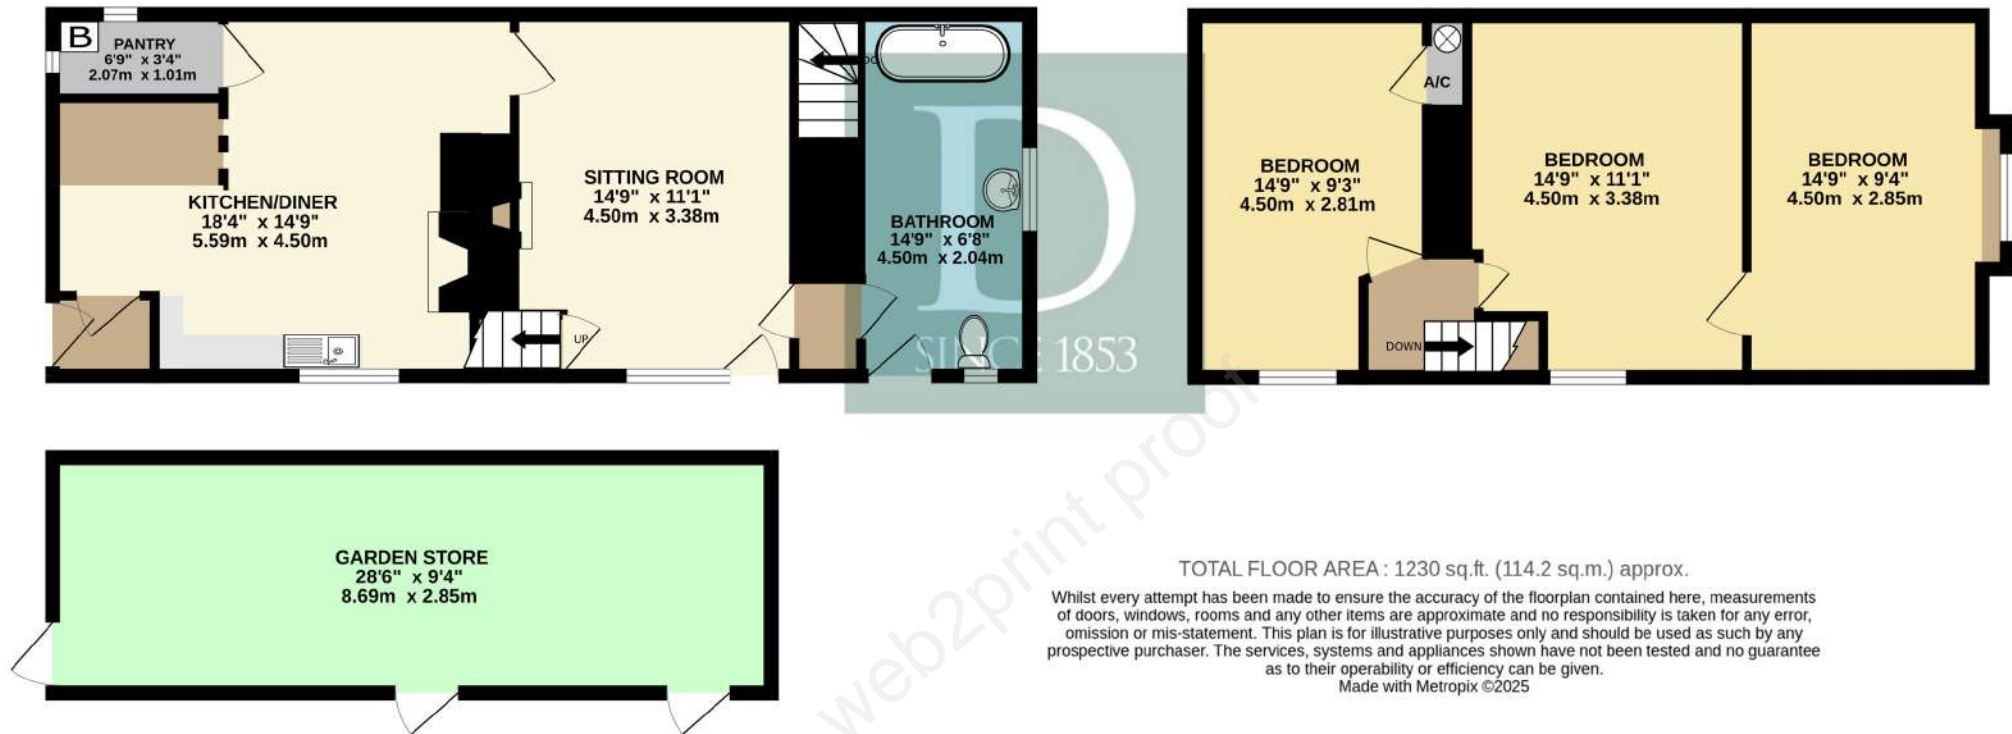 B
PANTRY
6'9" x 3'4"
2.07m x 1.01m
KITCHEN/DINER
18'4" x 14'9"
5.59m x 4.50m
SITTING ROOM
14'9" x 11'1"
4.50m x 3.38m
UP
BATHROOM
14'9" x 6'8"
4.50m x 2.04m
D
SINCE 1853
BEDROOM
14'9" x 9'3"
4.50m x 2.81m
A/C
BEDROOM
14'9" x 11'1"
4.50m x 3.38m
BEDROOM
14'9" x 9'4"
4.50m x 2.85m
DOWN
GARDEN STORE
28'6" x 9'4"
8.69m x 2.85m
web2print proof
TOTAL FLOOR AREA : 1230 sq.ft. (114.2 sq.m.) approx.
Whilst every attempt has been made to ensure the accuracy of the floorplan contained here, measurements
of doors, windows, rooms and any other items are approximate and no responsibility is taken for any error,
omission or mis-statement. This plan is for illustrative purposes only and should be used as such by any
prospective purchaser. The services, systems and appliances shown have not been tested and no guarantee
as to their operability or efficiency can be given.
Made with Metropix ©2025